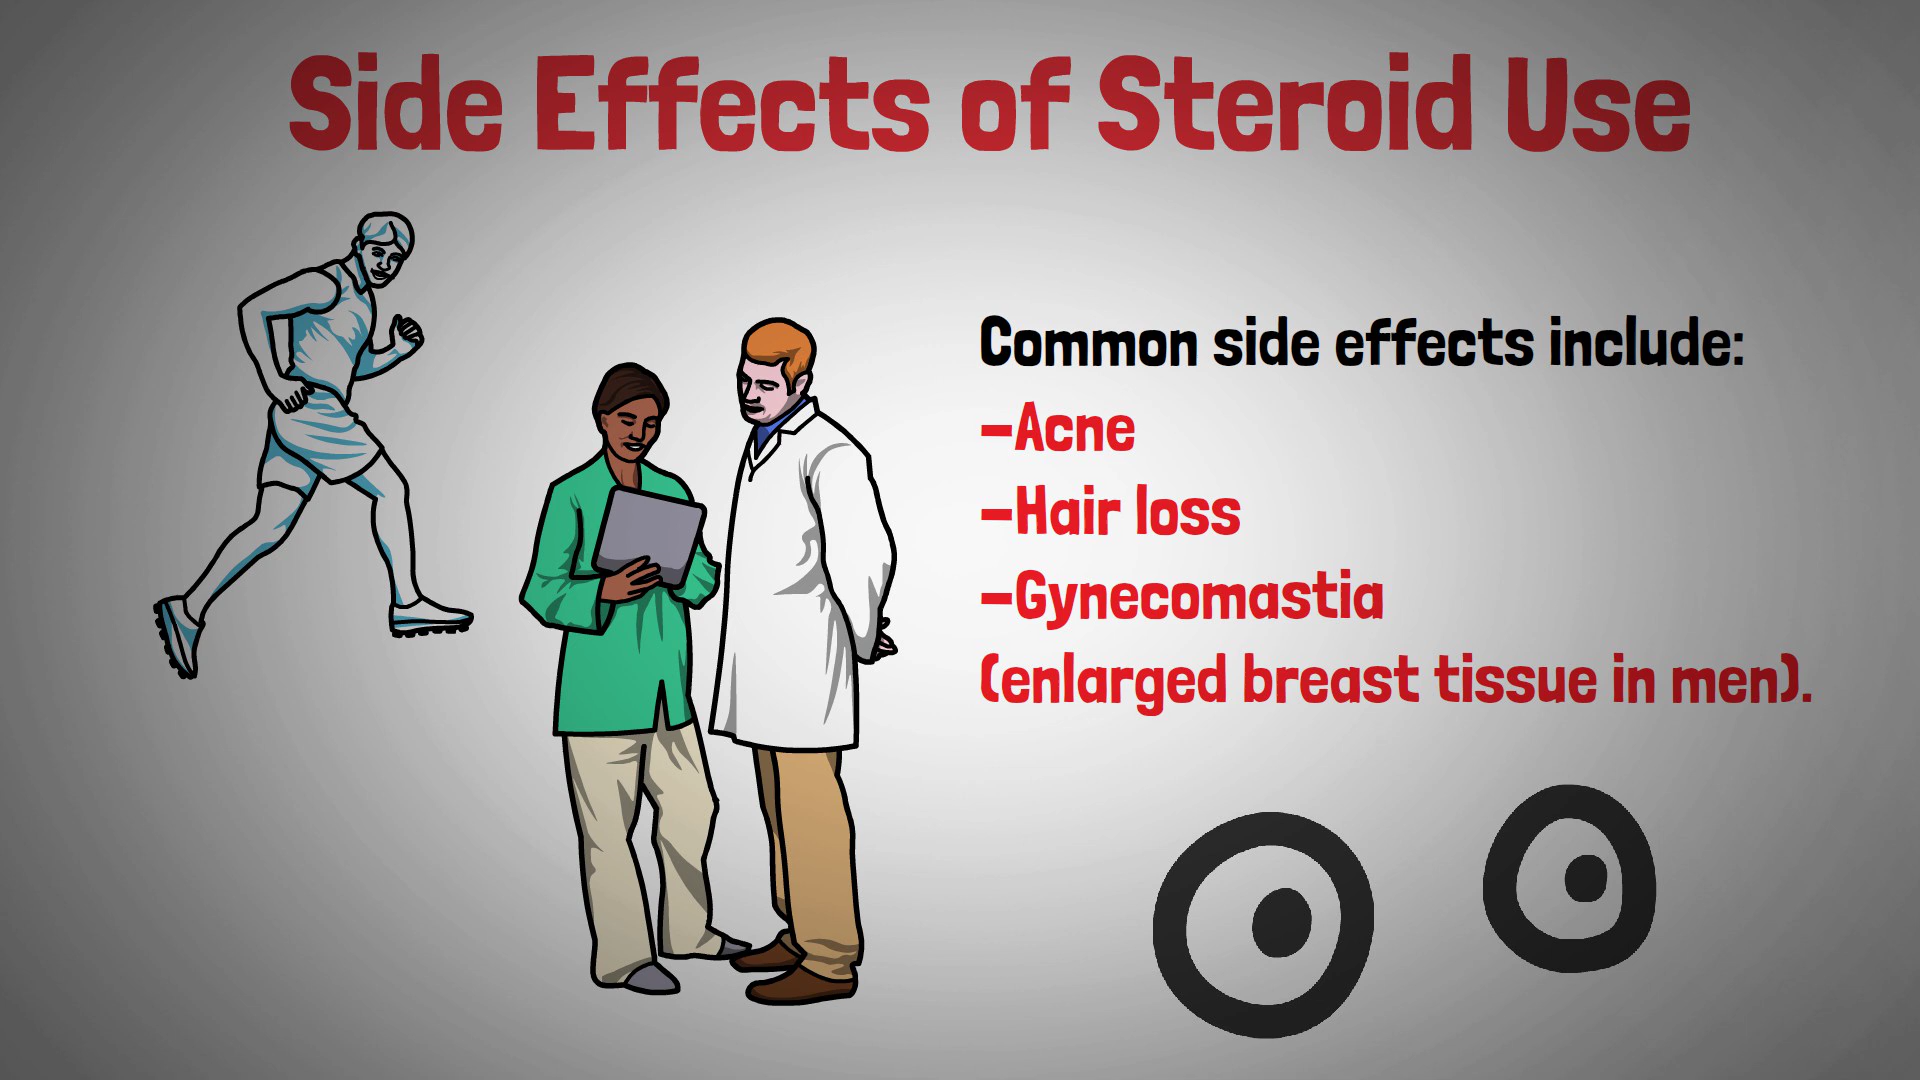 Side Effects of Steroid Use
Common side effects include:
-Acne
-Hair loss
-Gynecomastia
(enlarged breast tissue in men).